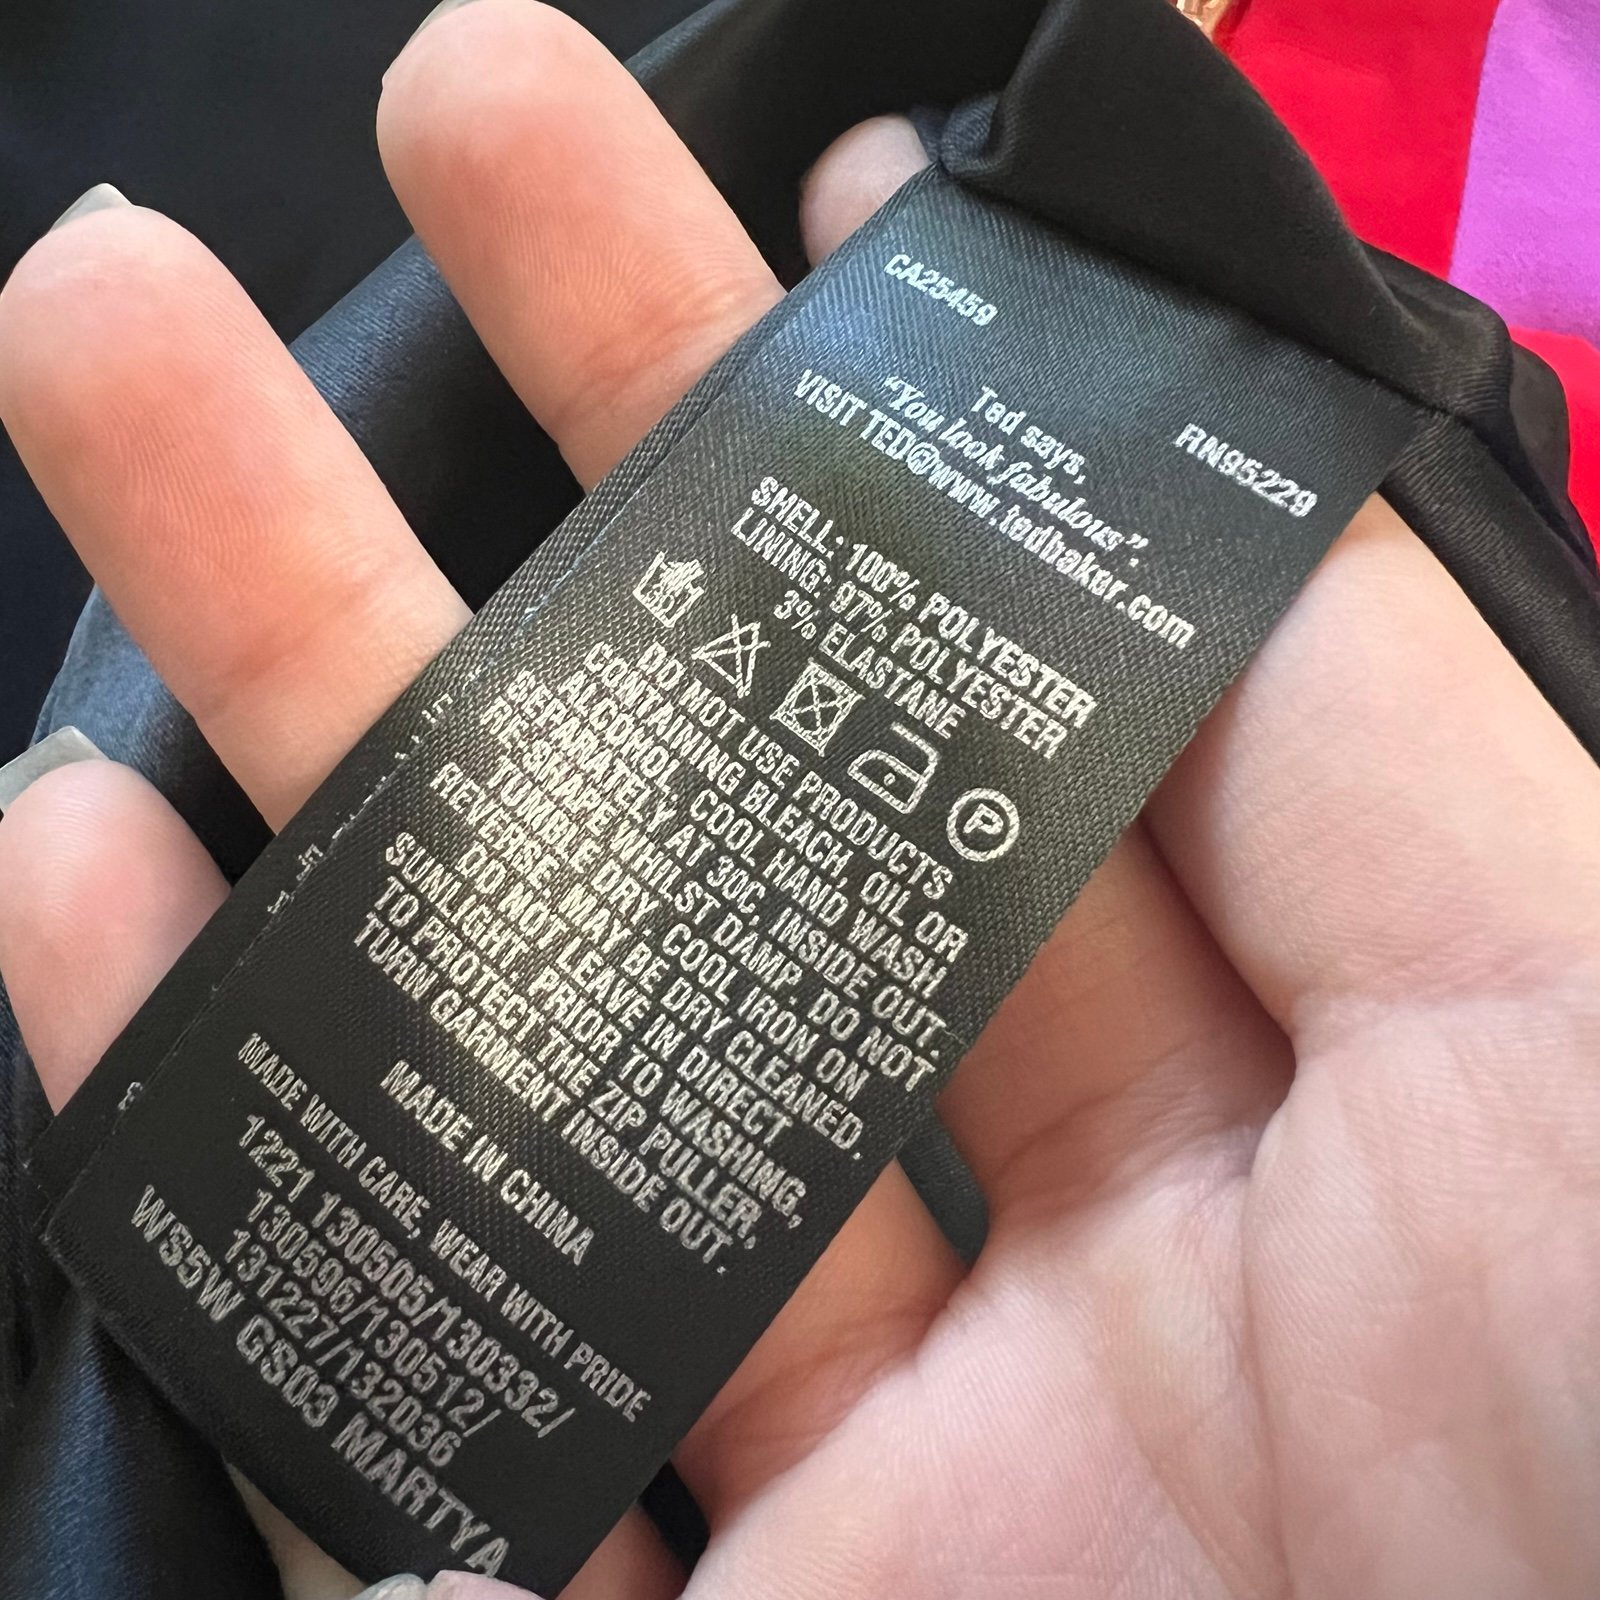 CA25459
RN95229
Ted says,
“You look fabulous”.
VISIT TED@www.tedbaker.com
SHELL: 100% POLYESTER
LINING: 97% POLYESTER
3% ELASTANE
30
P
DO NOT USE PRODUCTS
CONTAINING BLEACH, OIL OR
ALCOHOL, COOL HAND WASH
SEPARATELY AT 30C, INSIDE OUT.
RE-SHAPE WHILST DAMP. DO NOT
TUMBLE DRY. COOL IRON ON
REVERSE. MAY BE DRY CLEANED.
DO NOT LEAVE IN DIRECT
SUNLIGHT. PRIOR TO WASHING,
TO PROTECT THE ZIP PULLER,
TURN GARMENT INSIDE OUT.
MADE IN CHINA
MADE WITH CARE, WEAR WITH PRIDE
1221 130505/130332/
130596/130512/
131227/132036
WS5W GS03 MARTYA